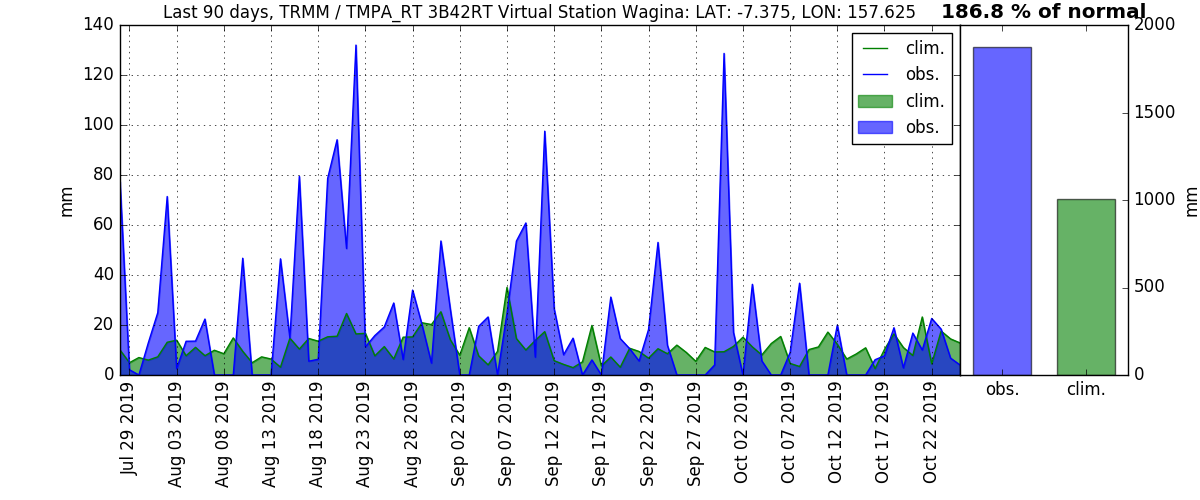 Last 90 days, TRMM / TMPA_RT 3B42RT Virtual Station Wagina: LAT: -7.375, LON: 157.625
186.8 % of normal
140
120
100
80
60
40
20
0
mm
clim.
obs.
clim.
obs.
Jul 29 2019
Aug 03 2019
Aug 08 2019
Aug 13 2019
Aug 18 2019
Aug 23 2019
Aug 28 2019
Sep 02 2019
Sep 07 2019
Sep 12 2019
Sep 17 2019
Sep 22 2019
Sep 27 2019
Oct 02 2019
Oct 07 2019
Oct 12 2019
Oct 17 2019
Oct 22 2019
2000
1500
1000
500
0
mm
obs.
clim.